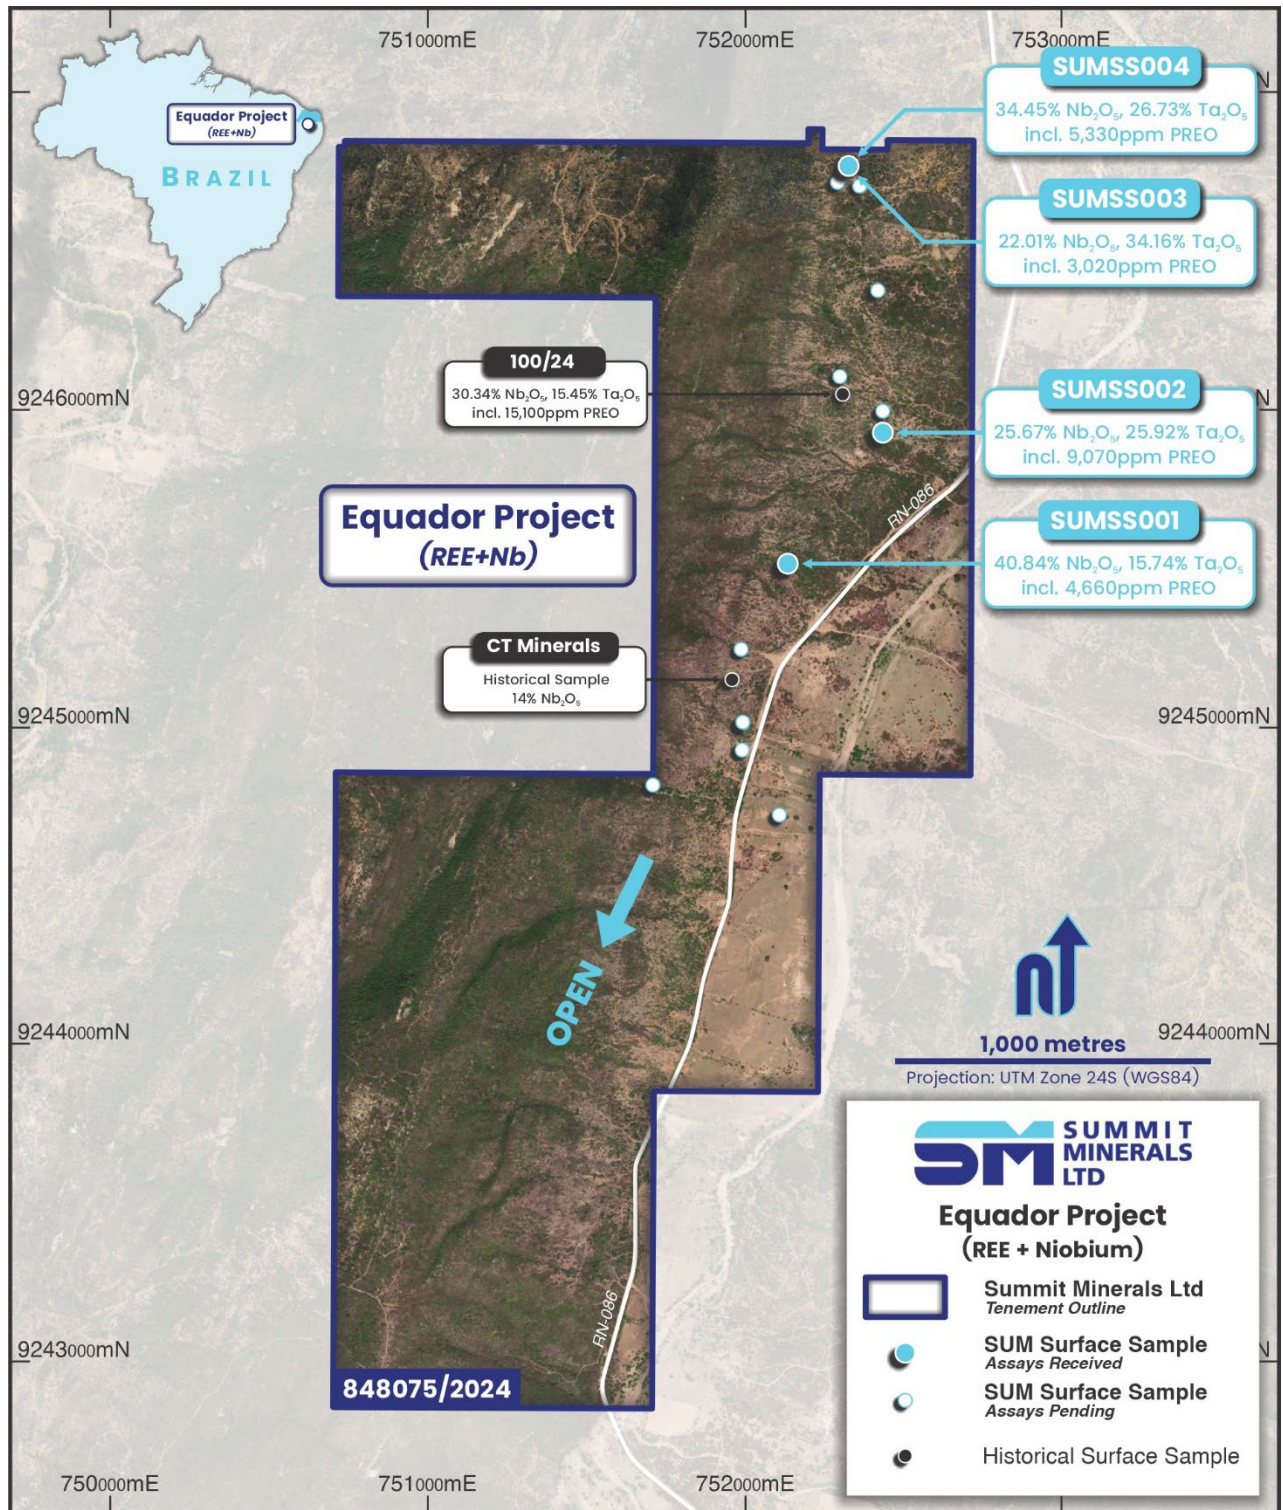 751000mE
752000mE
753000mE
Equador Project
(REE+Nb)
BRAZIL
SUMSS004
34.45% Nb₂O₅, 26.73% Ta₂O₅
incl. 5,330ppm PREO
SUMSS003
22.01% Nb₂O₅, 34.16% Ta₂O₅
incl. 3,020ppm PREO
100/24
30.34% Nb₂O₅, 15.45% Ta₂O₅
incl. 15,100ppm PREO
9246000mN
SUMSS002
25.67% Nb₂O₅, 25.92% Ta₂O₅
incl. 9,070ppm PREO
RN-086
Equador Project
(REE+Nb)
SUMSS001
40.84% Nb₂O₅, 15.74% Ta₂O₅
incl. 4,660ppm PREO
CT Minerals
Historical Sample
14% Nb₂O₅
9245000mN
9245000mN
OPEN
n
9244000mN
9244000mN
1,000 metres
Projection: UTM Zone 24S (WGS84)
SM SUMMIT
MINERALS
LTD
Equador Project
(REE + Niobium)
Summit Minerals Ltd
Tenement Outline
SUM Surface Sample
Assays Received
SUM Surface Sample
Assays Pending
Historical Surface Sample
RN-086
9243000mN
N
848075/2024
750000mE
751000mE
752000mE